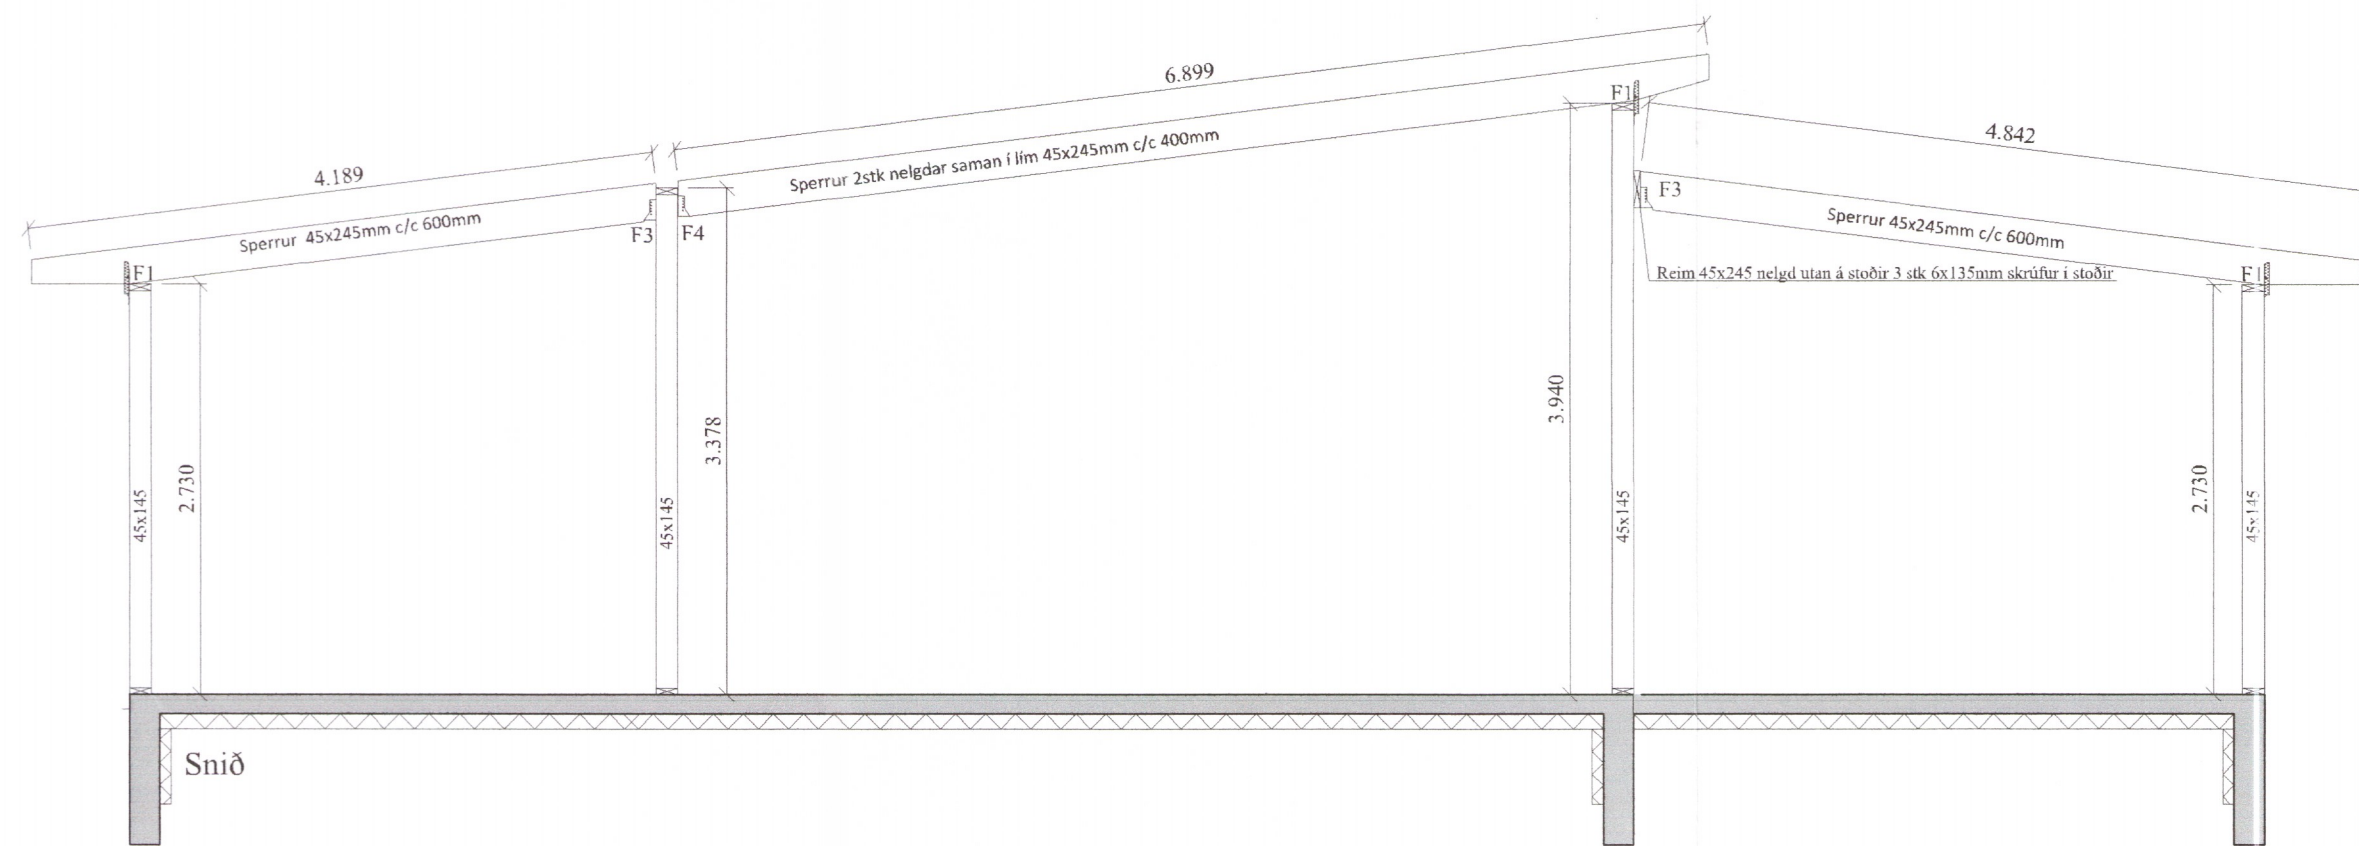 6.899
4.189
4.842
F1
Sperrur 2stk nelgdar saman í lím 45x245mm c/c 400mm
Sperrur 45x245mm c/c 600mm
F3
F4
F3
Sperrur 45x245mm c/c 600mm
F1
Reim 45x245 nelgd utan á stoðir 3 stk 6x135mm skrúfur í stoðir
F1
3.940
3.378
2.730
2.730
45x145
45x145
45x145
45x145
Snið